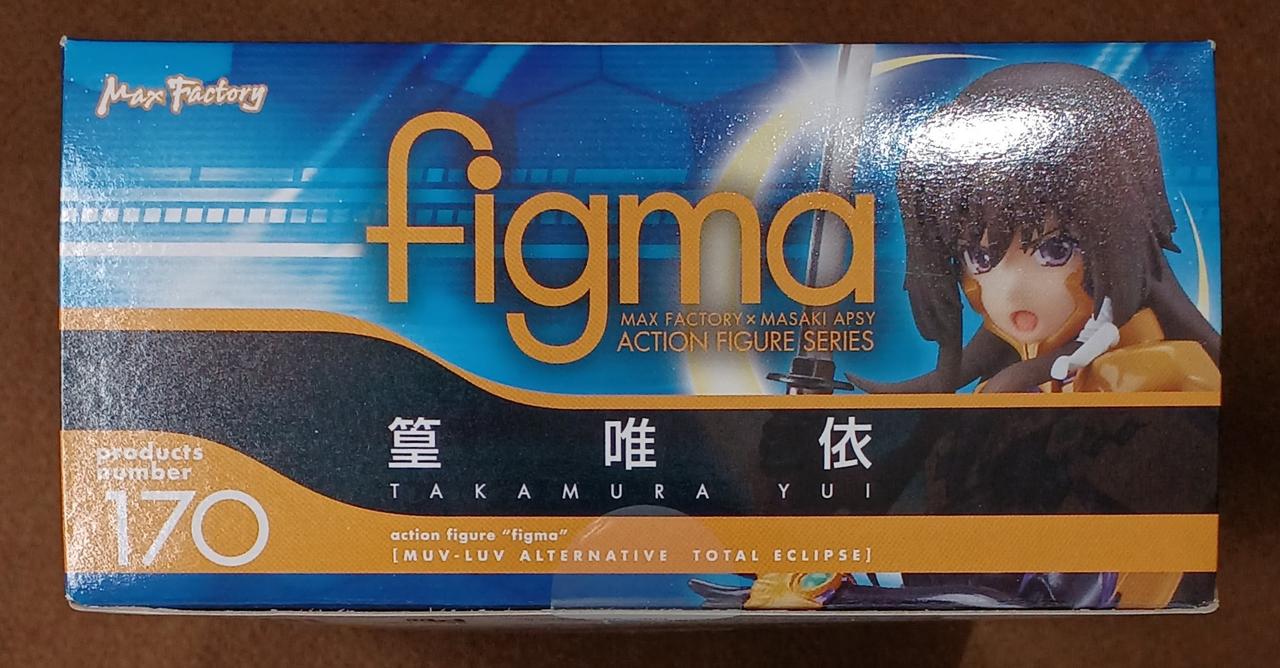 Max Factory
figma
MAX FACTORY × MASAKI APSY
ACTION FIGURE SERIES
篁 唯 依
TAKAMURA YUI
products
number
170
action figure "figma"
[MUV-LUV ALTERNATIVE TOTAL ECLIPSE]